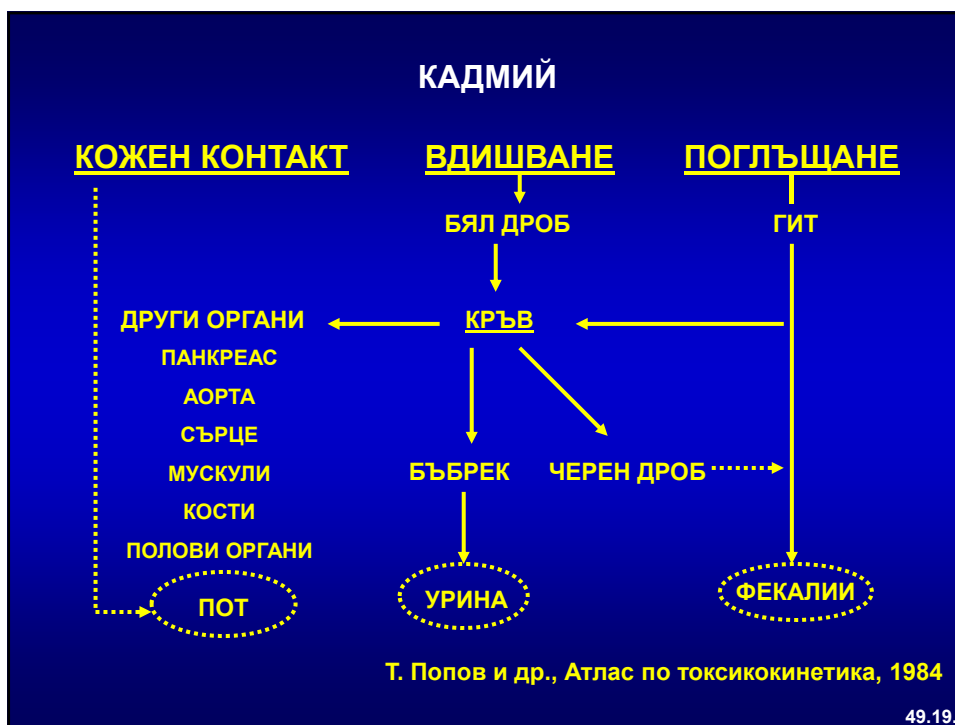 КАДМИЙ
КОЖЕН КОНТАКТ ВДИШВАНЕ ПОГЛЪЩАНЕ
БЯЛ ДРОБ ГИТ
ДРУГИ ОРГАНИ КРЪВ
ПАНКРЕАС
АОРТА
СЪРЦЕ
МУСКУЛИ БЪБРЕК ЧЕРЕН ДРОБ
КОСТИ
ПОЛОВИ ОРГАНИ
ПОТ УРИНА ФЕКАЛИИ
Т. Попов и др., Атлас по токсикокинетика, 1984
49.19.